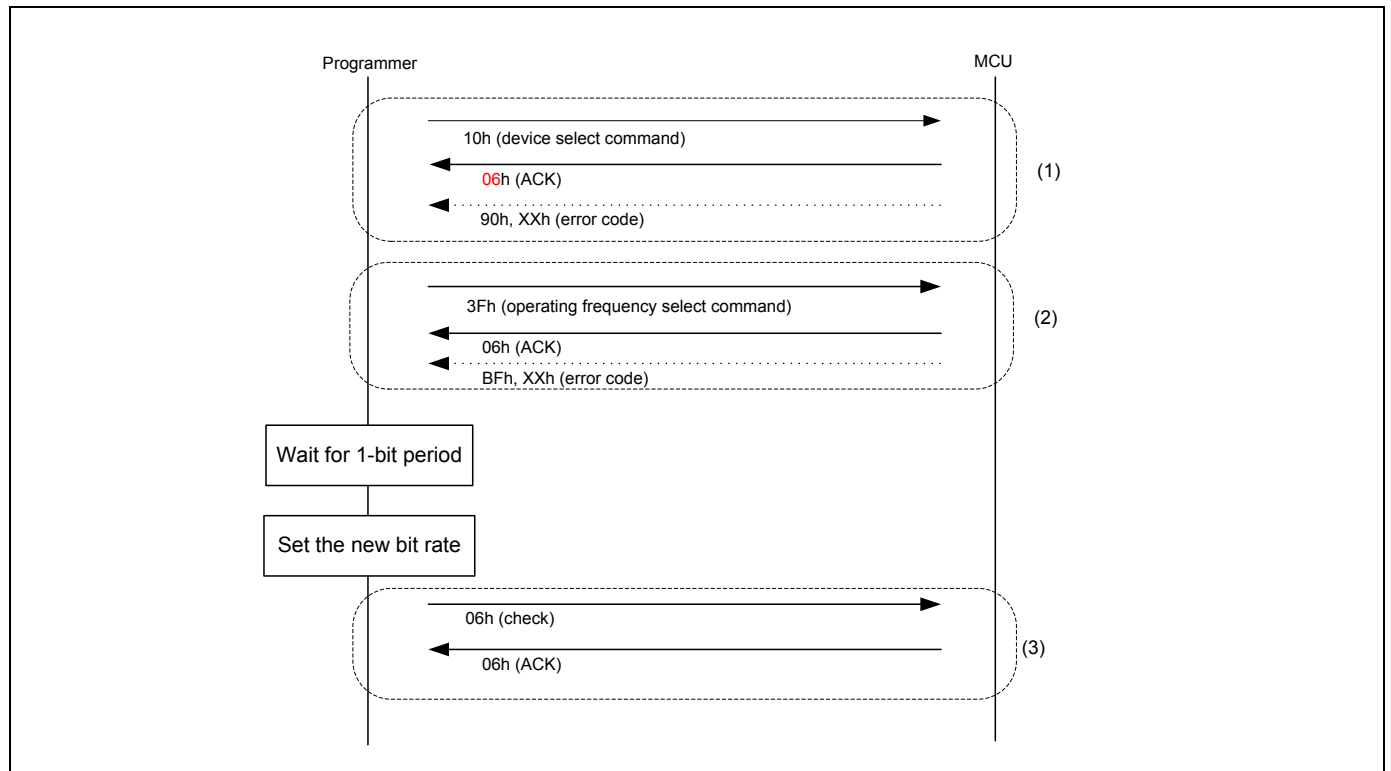 Programmer
MCU
10h (device select command)
06h (ACK)
90h, XXh (error code)
(1)
3Fh (operating frequency select command)
06h (ACK)
BFh, XXh (error code)
(2)
Wait for 1-bit period
Set the new bit rate
06h (check)
06h (ACK)
(3)